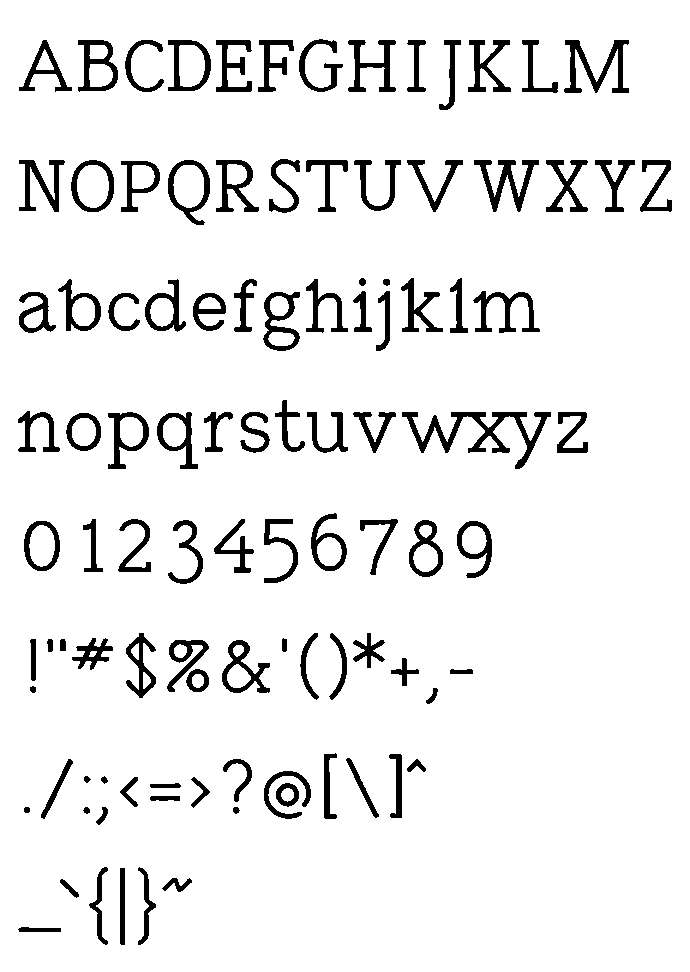 ABCDEFGHIJKLM
NOPQRSTUVWXYZ
abcdefghijklm
nopqrstuvwxyz
0123456789
!"#$%&'()*+,-
./:;<=>?@[\]^
_`{|}~